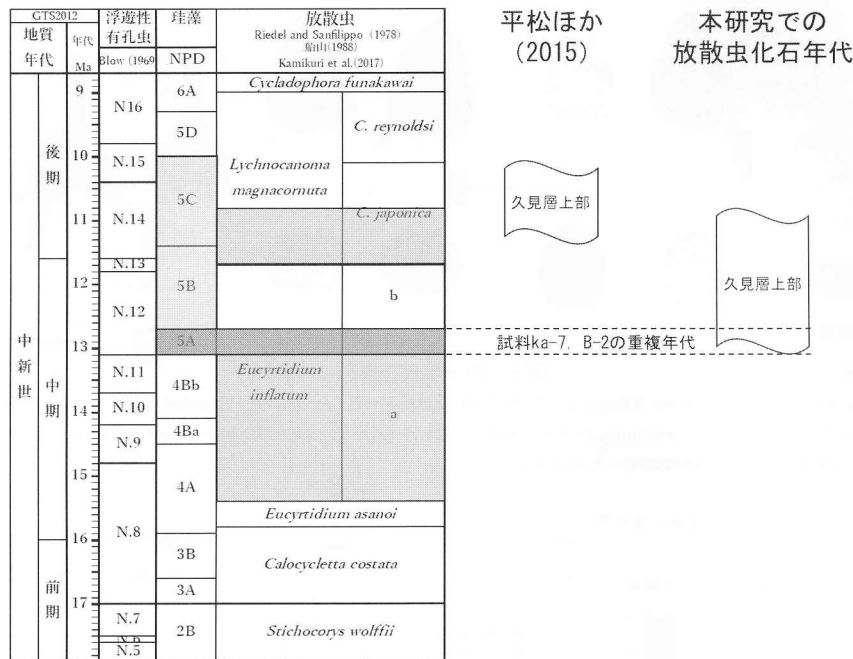 GTS2012
地質
年代
年代
Ma
浮遊性
有孔虫
Blow (1969
珪藻
NPD
放散虫
Riedel and Sanfilippo (1978)
船山(1988)
Kamikuri et al.(2017)
平松ほか
(2015)
本研究での
放散虫化石年代
中新世
後期
中期
前期
9
10
11
12
13
14
15
16
17
N16
N.15
N.14
N.13
N.12
N.11
N.10
N.9
N.8
N.7
N.6
N.5
6A
5D
5C
5B
5A
4Bb
4Ba
4A
3B
3A
2B
Cycladophora funakawai
Lychnocanoma
magnacornuta
C. reynoldsi
C. japonica
b
Eucyrtidium
inflatum
a
Eucyrtidium asanoi
Calocycletta costata
Stichocorys wolffii
久見層上部
久見層上部
試料ka-7, B-2の重複年代